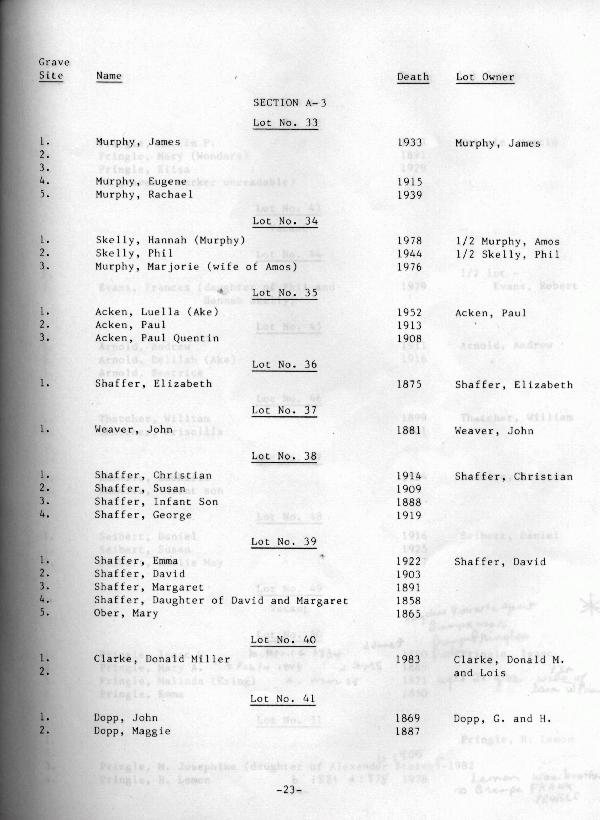 Grave
Site Name Death Lot Owner
SECTION A-3
Lot No. 33
1. Murphy, James 1933 Murphy, James
2.
3.
4. Murphy, Eugene 1915
5. Murphy, Rachael 1939
Lot No. 34
1. Skelly, Hannah (Murphy) 1978 1/2 Murphy, Amos
2. Skelly, Phil 1944 1/2 Skelly, Phil
3. Murphy, Marjorie (wife of Amos) 1976
Lot No. 35
1. Acken, Luella (Ake) 1952 Acken, Paul
2. Acken, Paul 1913
3. Acken, Paul Quentin 1908
Lot No. 36
1. Shaffer, Elizabeth 1875 Shaffer, Elizabeth
Lot No. 37
1. Weaver, John 1881 Weaver, John
Lot No. 38
1. Shaffer, Christian 1914 Shaffer, Christian
2. Shaffer, Susan 1909
3. Shaffer, Infant Son 1888
4. Shaffer, George 1919
Lot No. 39
1. Shaffer, Emma 1922 Shaffer, David
2. Shaffer, David 1903
3. Shaffer, Margaret 1891
4. Shaffer, Daughter of David and Margaret 1858
5. Ober, Mary 1865
Lot No. 40
1. Clarke, Donald Miller 1983 Clarke, Donald M.
2. and Lois
Lot No. 41
1. Dopp, John 1869 Dopp, G. and H.
2. Dopp, Maggie 1887
-23-